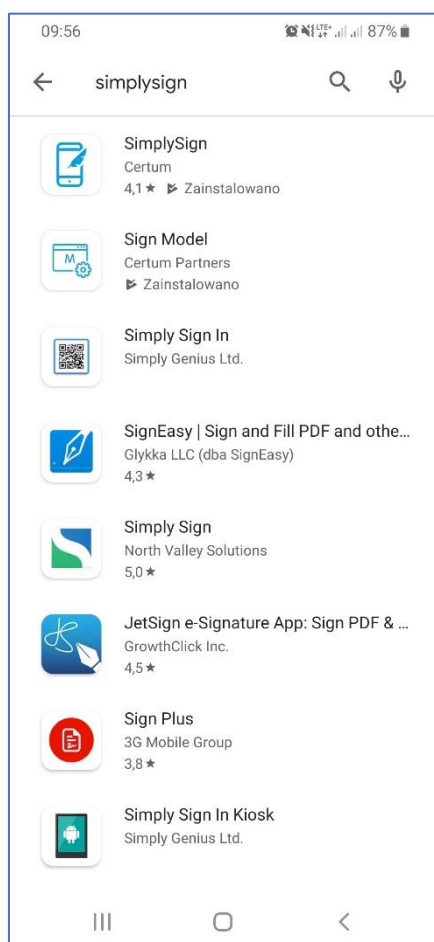 09:56 LTE+ 87%
simplysign
SimplySign
Certum
4,1 ★ Zainstalowano
Sign Model
Certum Partners
Zainstalowano
M
Simply Sign In
Simply Genius Ltd.
SignEasy | Sign and Fill PDF and othe...
Glykka LLC (dba SignEasy)
4,3 ★
Simply Sign
North Valley Solutions
5,0 ★
JetSign e-Signature App: Sign PDF & ...
GrowthClick Inc.
4,5 ★
Sign Plus
3G Mobile Group
3,8 ★
Simply Sign In Kiosk
Simply Genius Ltd.